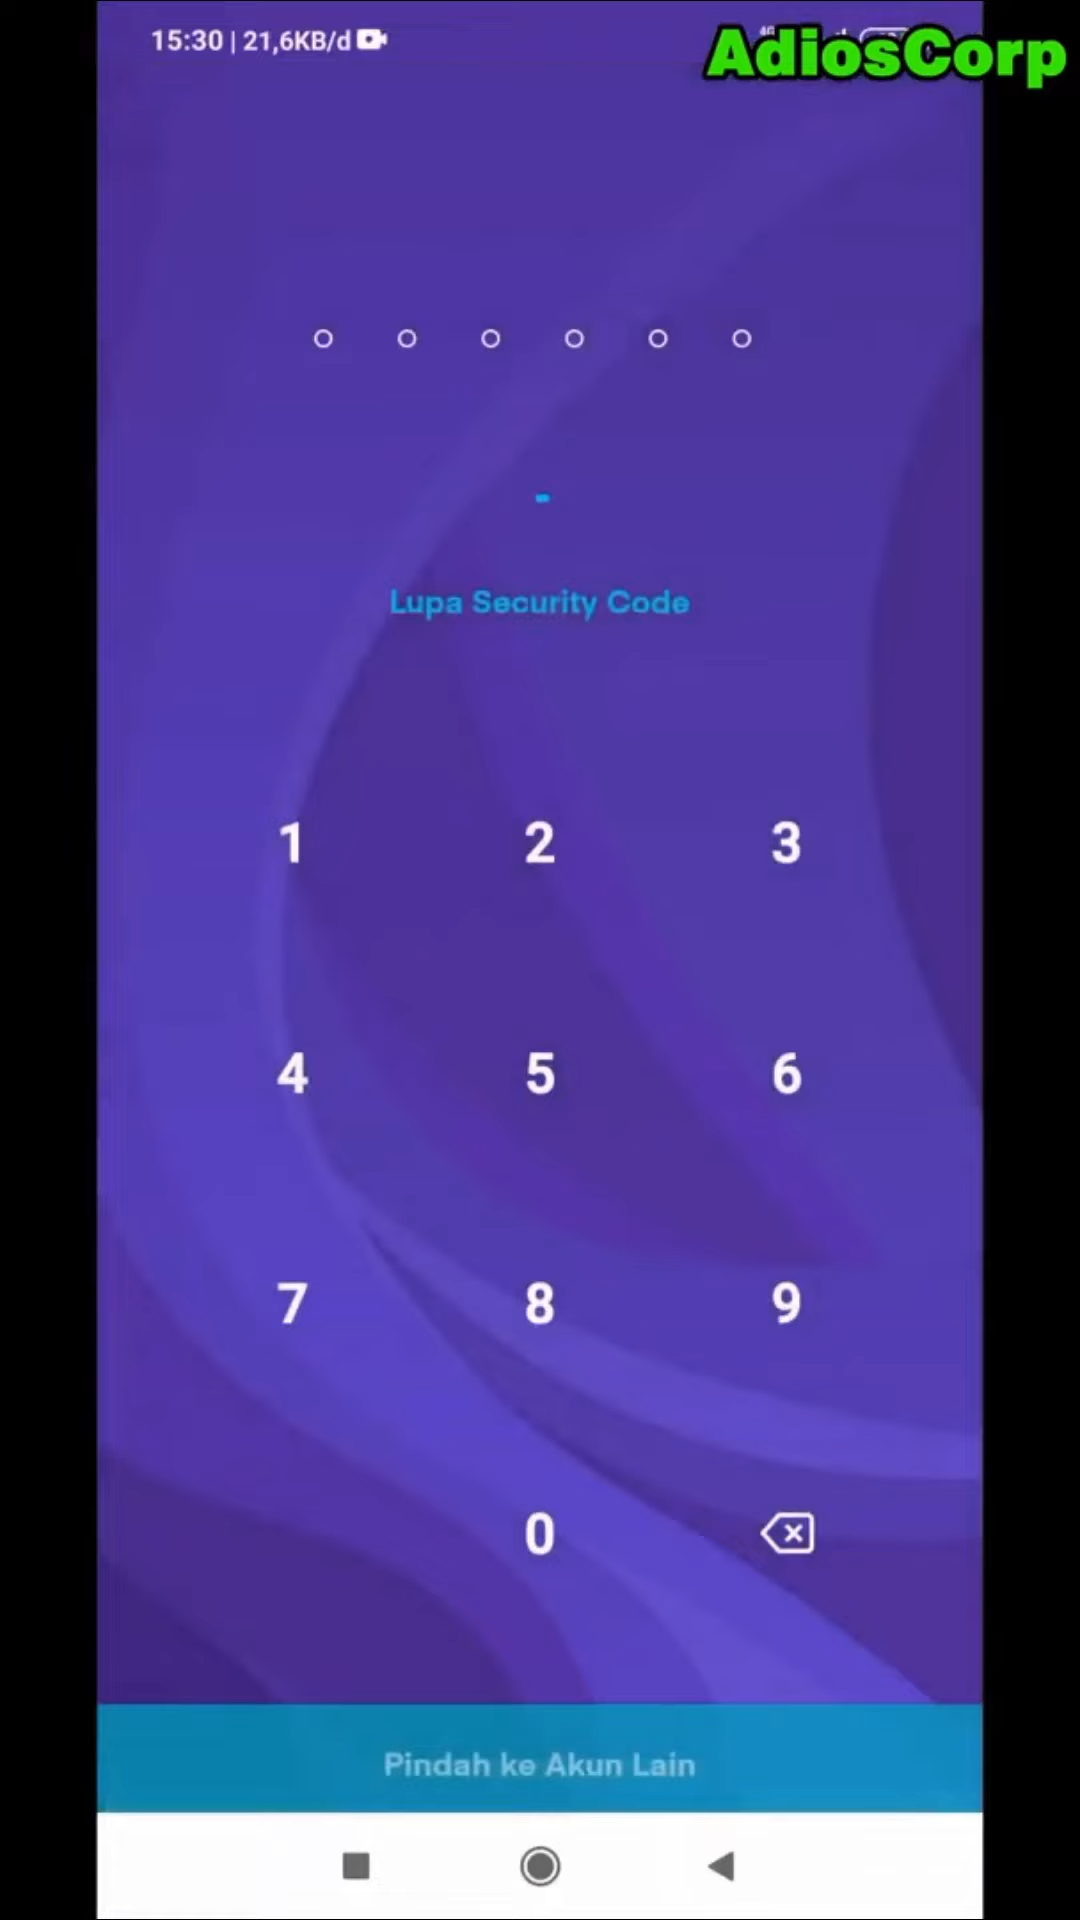 15:30 | 21,6KB/d
AdiosCorp
Lupa Security Code
1 2 3
4 5 6
7 8 9
0
Pindah ke Akun Lain